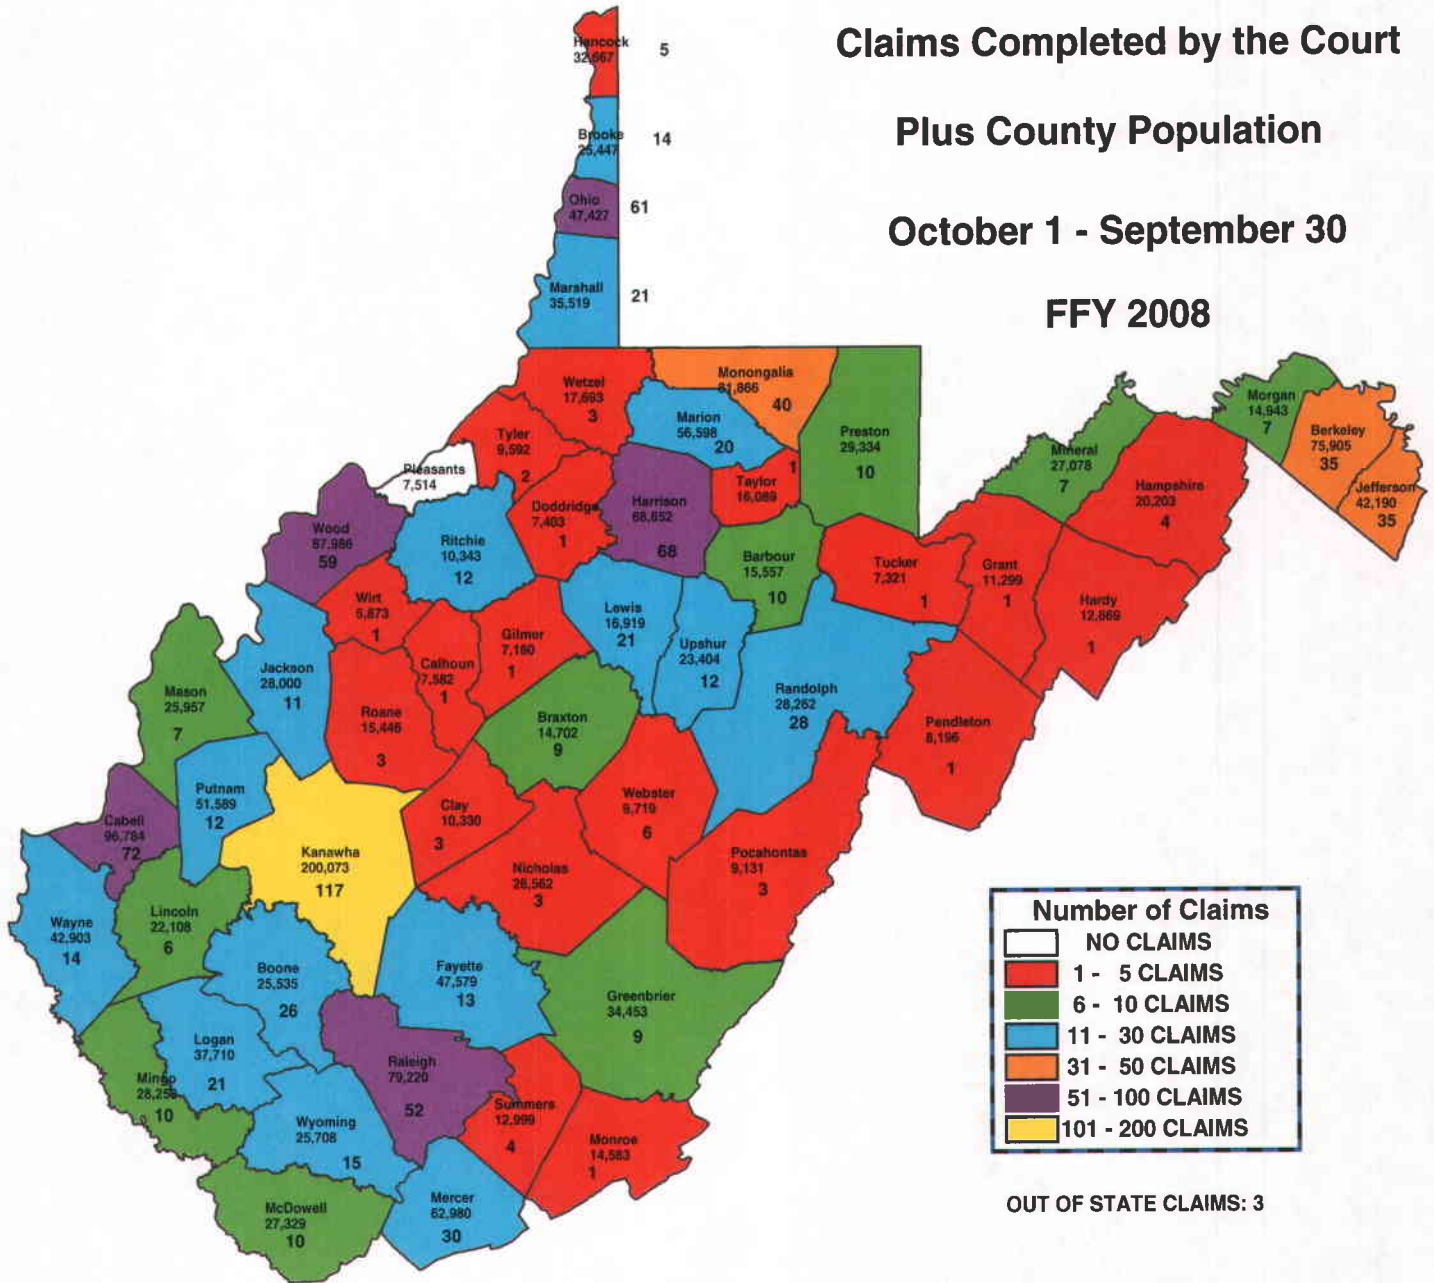 Claims Completed by the Court
Plus County Population
October 1 - September 30
FFY 2008
Hancock
32,667
5
Brooke
25,447
14
Ohio
47,427
61
Marshall
35,519
21
Wetzel
17,693
3
Monongalia
81,866
40
Marion
56,598
20
Preston
29,334
10
Tyler
9,592
2
Pleasants
7,514
Doddridge
7,403
1
Harrison
68,652
68
Taylor
16,089
1
Mineral
27,078
7
Hampshire
20,203
4
Morgan
14,943
7
Berkeley
75,905
35
Jefferson
42,190
35
Wood
87,986
59
Ritchie
10,343
12
Barbour
15,557
10
Tucker
7,321
1
Grant
11,299
1
Hardy
12,669
1
Wirt
5,873
1
Calhoun
7,582
1
Gilmer
7,160
1
Lewis
16,919
21
Upshur
23,404
12
Randolph
28,262
28
Pendleton
8,196
1
Jackson
28,000
11
Mason
25,957
7
Roane
15,446
3
Braxton
14,702
9
Putnam
51,589
12
Cabell
96,784
72
Clay
10,330
3
Webster
9,719
6
Pocahontas
9,131
3
Kanawha
200,073
117
Nicholas
26,562
3
Wayne
42,903
14
Lincoln
22,108
6
Boone
25,535
26
Fayette
47,579
13
Greenbrier
34,453
9
Logan
37,710
21
Mingo
10
Raleigh
79,220
52
Wyoming
25,708
15
Summers
12,999
4
Monroe
14,583
1
McDowell
27,329
10
Mercer
62,980
30
Number of Claims
NO CLAIMS
1 - 5 CLAIMS
6 - 10 CLAIMS
11 - 30 CLAIMS
31 - 50 CLAIMS
51 - 100 CLAIMS
101 - 200 CLAIMS
OUT OF STATE CLAIMS: 3